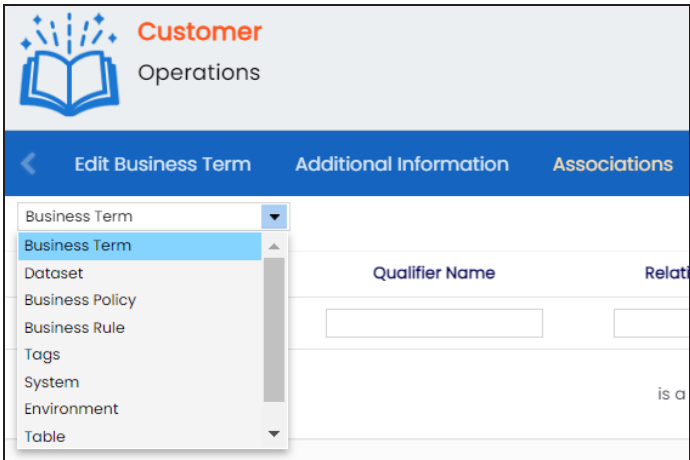 Customer
Operations
Edit Business Term Additional Information Associations
Business Term
Business Term
Dataset
Qualifier Name
Relati
Business Policy
Business Rule
Tags
System
is a
Environment
Table